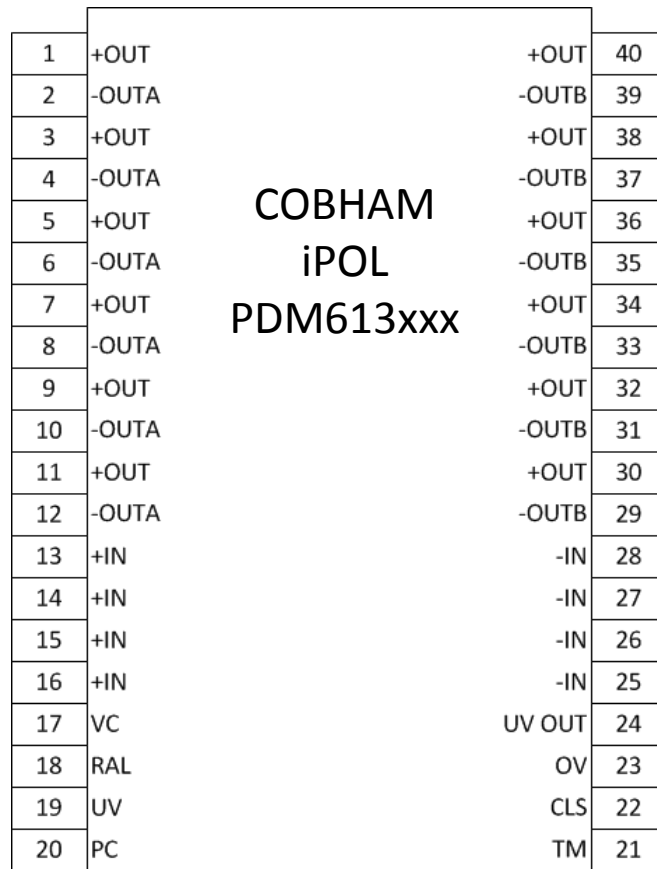 1 +OUT +OUT 40
2 -OUTA -OUTB 39
3 +OUT +OUT 38
4 -OUTA -OUTB 37
5 +OUT +OUT 36
6 -OUTA -OUTB 35
7 +OUT +OUT 34
8 -OUTA -OUTB 33
9 +OUT +OUT 32
10 -OUTA -OUTB 31
11 +OUT +OUT 30
12 -OUTA -OUTB 29
13 +IN -IN 28
14 +IN -IN 27
15 +IN -IN 26
16 +IN -IN 25
17 VC UV OUT 24
18 RAL OV 23
19 UV CLS 22
20 PC TM 21
COBHAM
iPOL
PDM613xxx